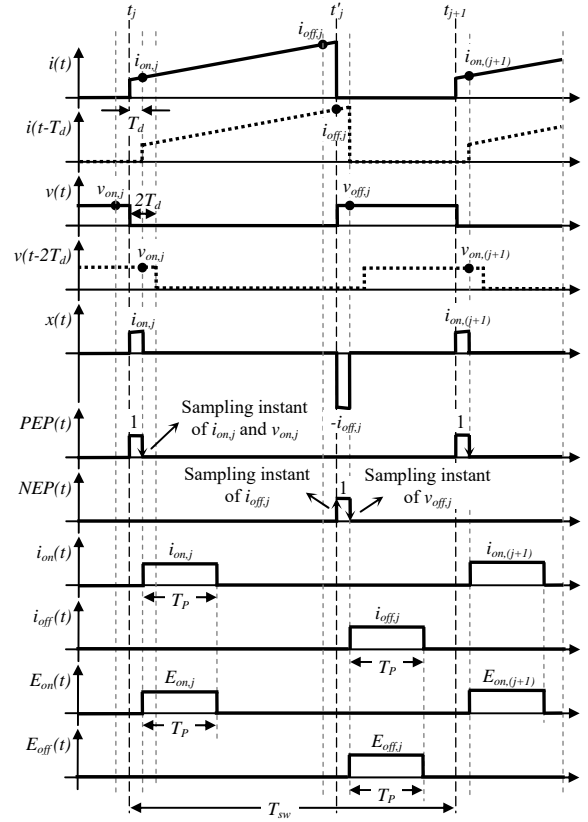 t_j t'_j t_{j+1}
i(t) i_{on,j} i_{off,j} i_{on,(j+1)}
T_d
i(t-T_d) i_{off,j}
v(t) v_{on,j} 2T_d v_{off,j}
v(t-2T_d) v_{on,j} v_{on,(j+1)}
x(t) i_{on,j} i_{on,(j+1)}
-i_{off,j}
PEP(t) 1 Sampling instant 1
of i_{on,j} and v_{on,j}
NEP(t) Sampling instant 1 Sampling instant
of i_{off,j} of v_{off,j}
i_{on}(t) i_{on,j} i_{on,(j+1)}
T_P
i_{off}(t) i_{off,j}
T_P
E_{on}(t) E_{on,j} E_{on,(j+1)}
T_P
E_{off}(t) E_{off,j}
T_P
T_{sw}